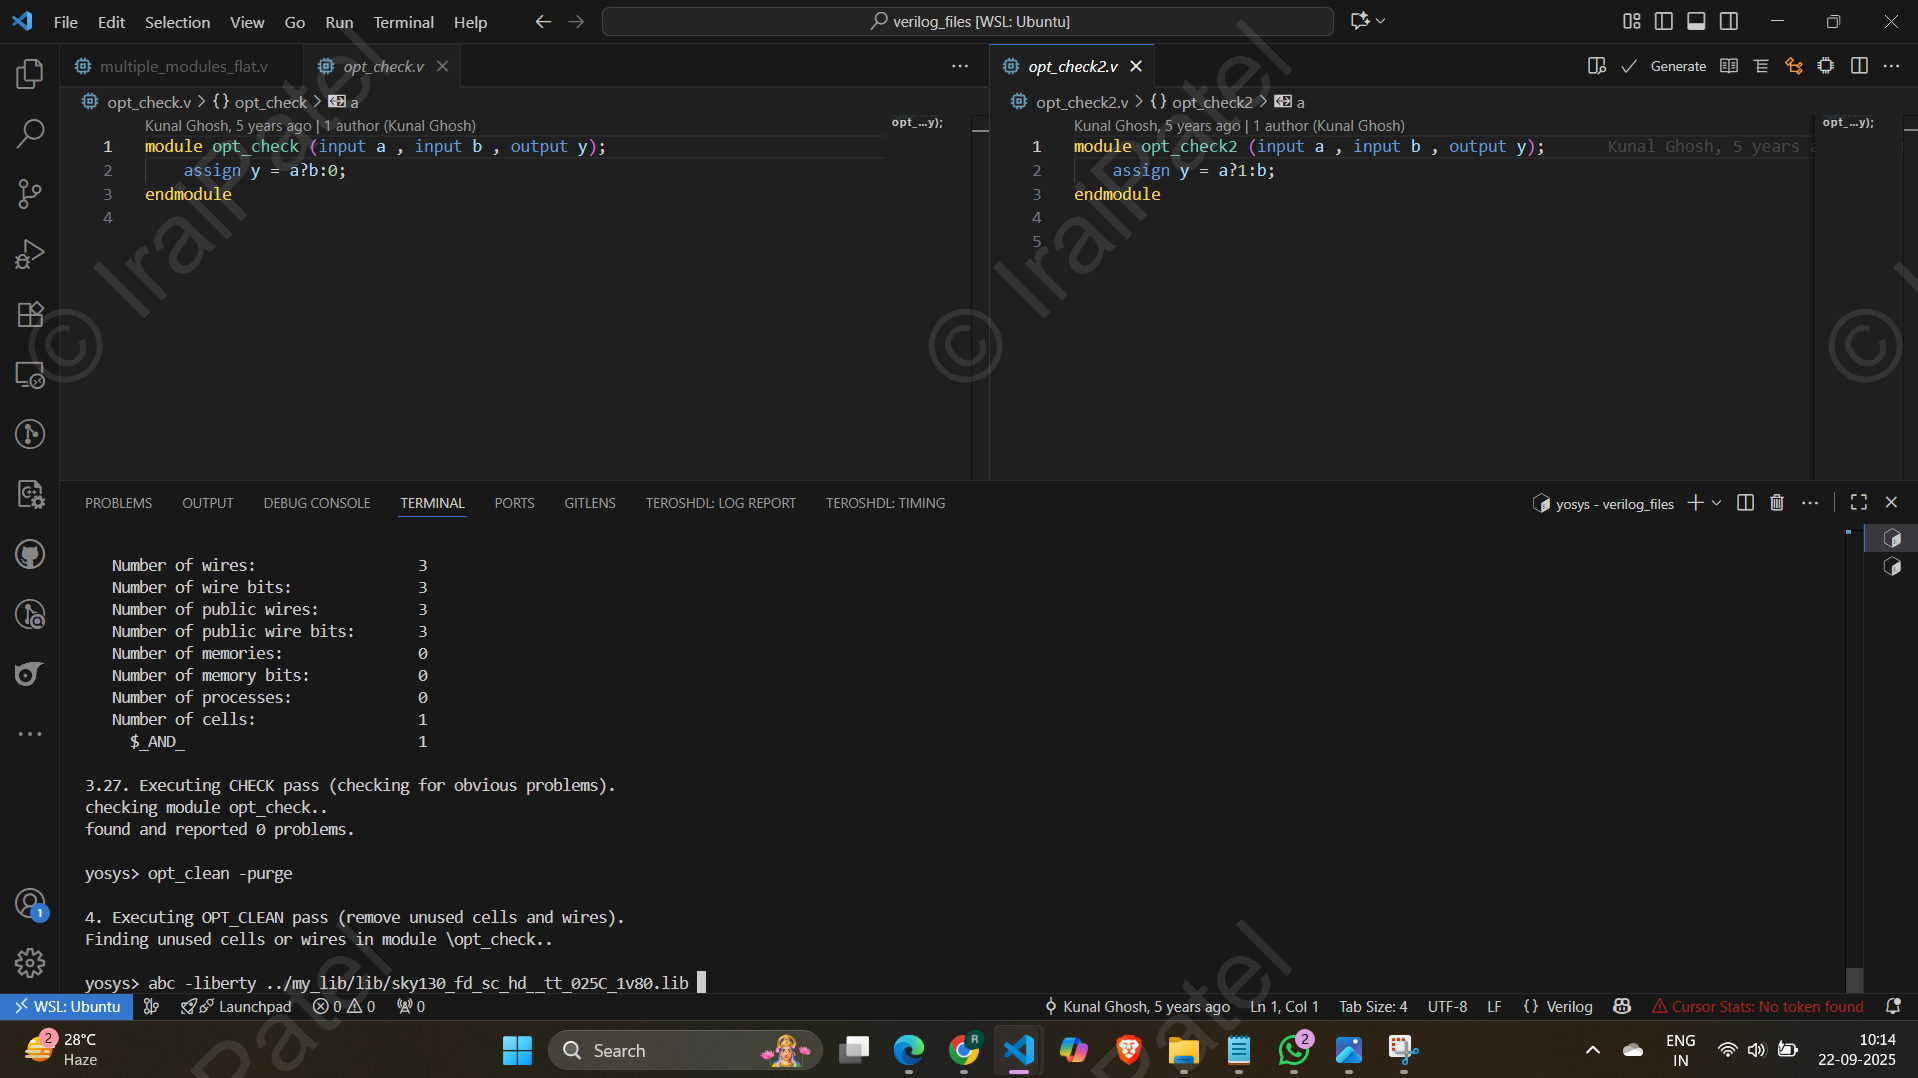 File Edit Selection View Go Run Terminal Help
verilog_files [WSL: Ubuntu]
multiple_modules_flat.v
opt_check.v
opt_check2.v
Generate
opt_check.v > {} opt_check > a
opt_check2.v > {} opt_check2 > a
Kunal Ghosh, 5 years ago | 1 author (Kunal Ghosh)
1 module opt_check (input a , input b , output y);
2 assign y = a?b:0;
3 endmodule
4
opt_...y);
Kunal Ghosh, 5 years ago | 1 author (Kunal Ghosh)
1 module opt_check2 (input a , input b , output y); Kunal Ghosh, 5 years a
2 assign y = a?1:b;
3 endmodule
4
5
opt_...y);
PROBLEMS OUTPUT DEBUG CONSOLE TERMINAL PORTS GITLENS TEROSHDL: LOG REPORT TEROSHDL: TIMING
yosys - verilog_files
Number of wires: 3
Number of wire bits: 3
Number of public wires: 3
Number of public wire bits: 3
Number of memories: 0
Number of memory bits: 0
Number of processes: 0
Number of cells: 1
$_AND_ 1
3.27. Executing CHECK pass (checking for obvious problems).
checking module opt_check..
found and reported 0 problems.
yosys> opt_clean -purge
4. Executing OPT_CLEAN pass (remove unused cells and wires).
Finding unused cells or wires in module \opt_check..
yosys> abc -liberty ../my_lib/lib/sky130_fd_sc_hd__tt_025C_1v80.lib
1
WSL: Ubuntu Launchpad 0 0 0 Kunal Ghosh, 5 years ago Ln 1, Col 1 Tab Size: 4 UTF-8 LF {} Verilog Cursor Stats: No token found
2
28°C
Haze
Search
R
2
ENG
IN
10:14
22-09-2025
© IraliPatel
© IraliPatel
©
Patel
Patel